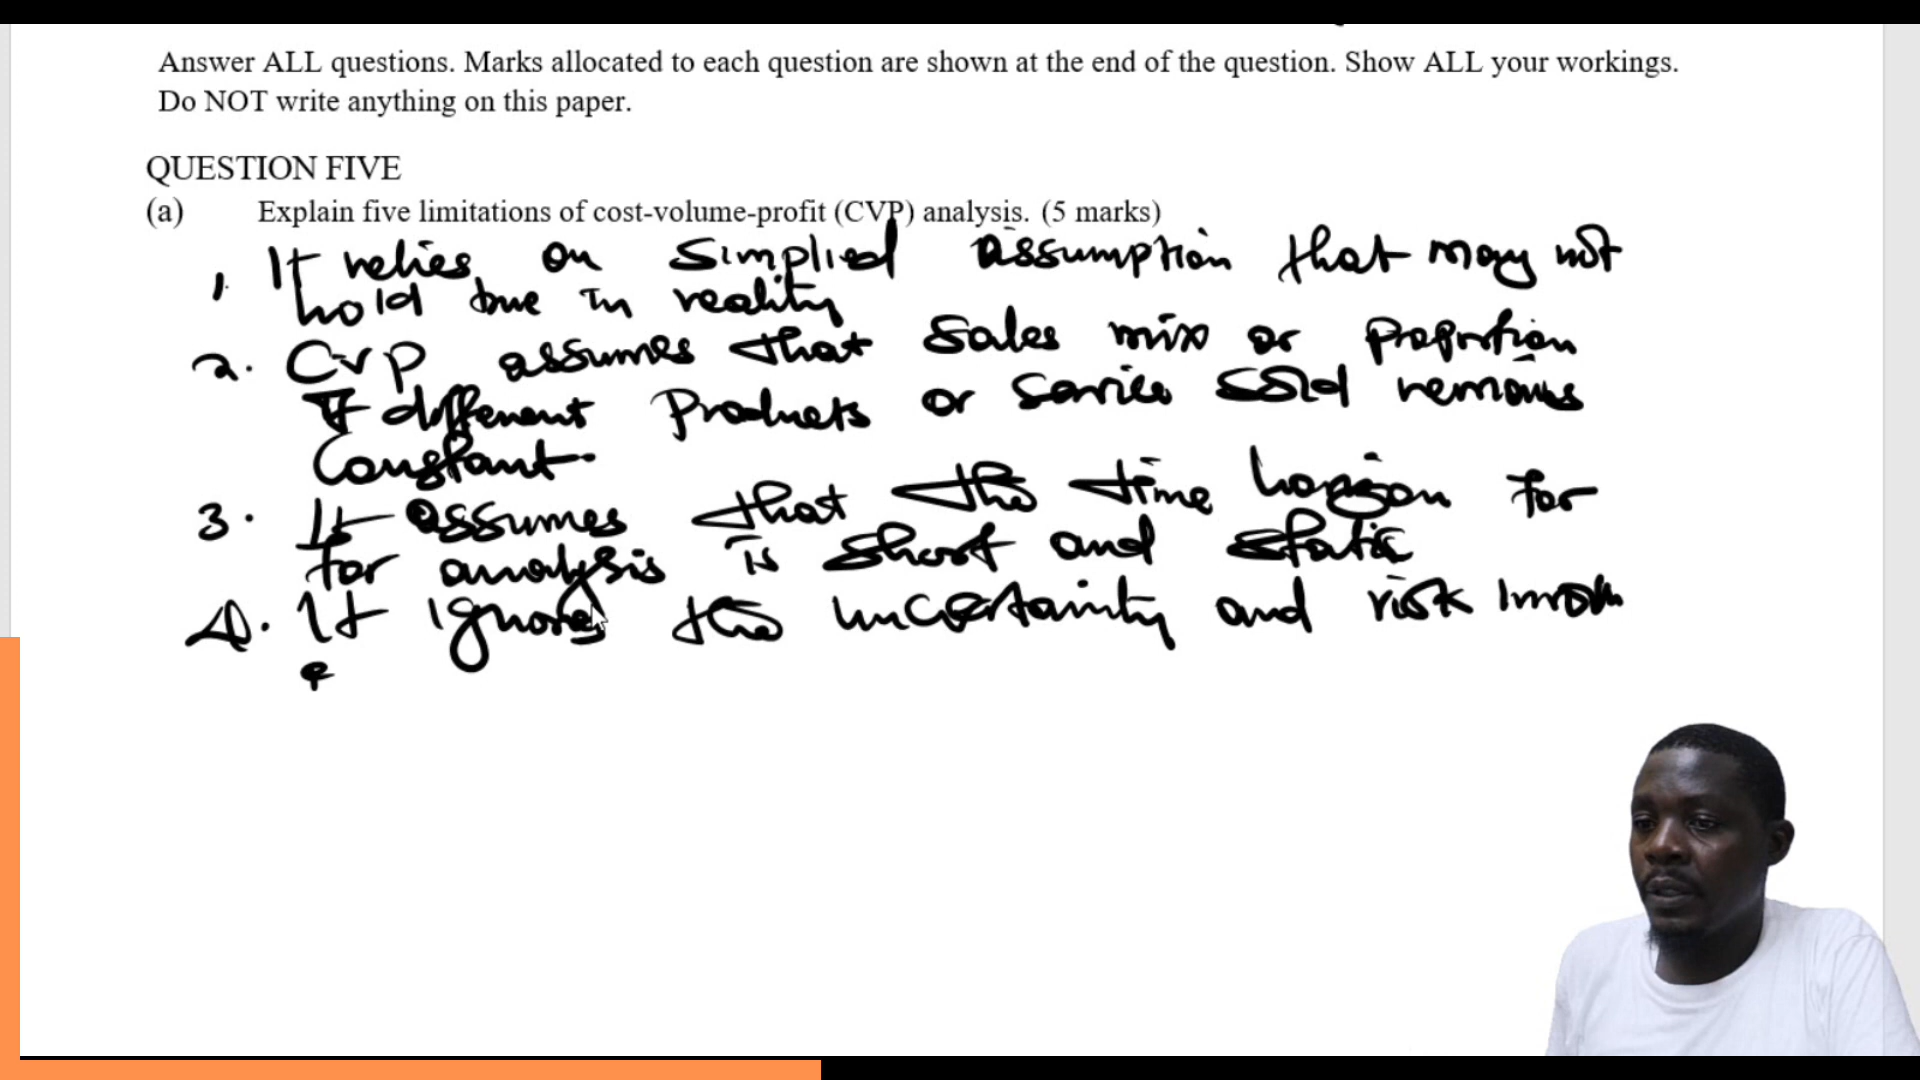 Answer ALL questions. Marks allocated to each question are shown at the end of the question. Show ALL your workings.
Do NOT write anything on this paper.
QUESTION FIVE
(a) Explain five limitations of cost-volume-profit (CVP) analysis. (5 marks)
1. It relies on simplied assumption that may not
hold true in reality
2. CVP assumes that Sales mix or proportion
of different Products or service sold remains
Constant.
3. It assumes that the time horizon for
for analysis is short and static
4. It ignores the uncertainty and risk